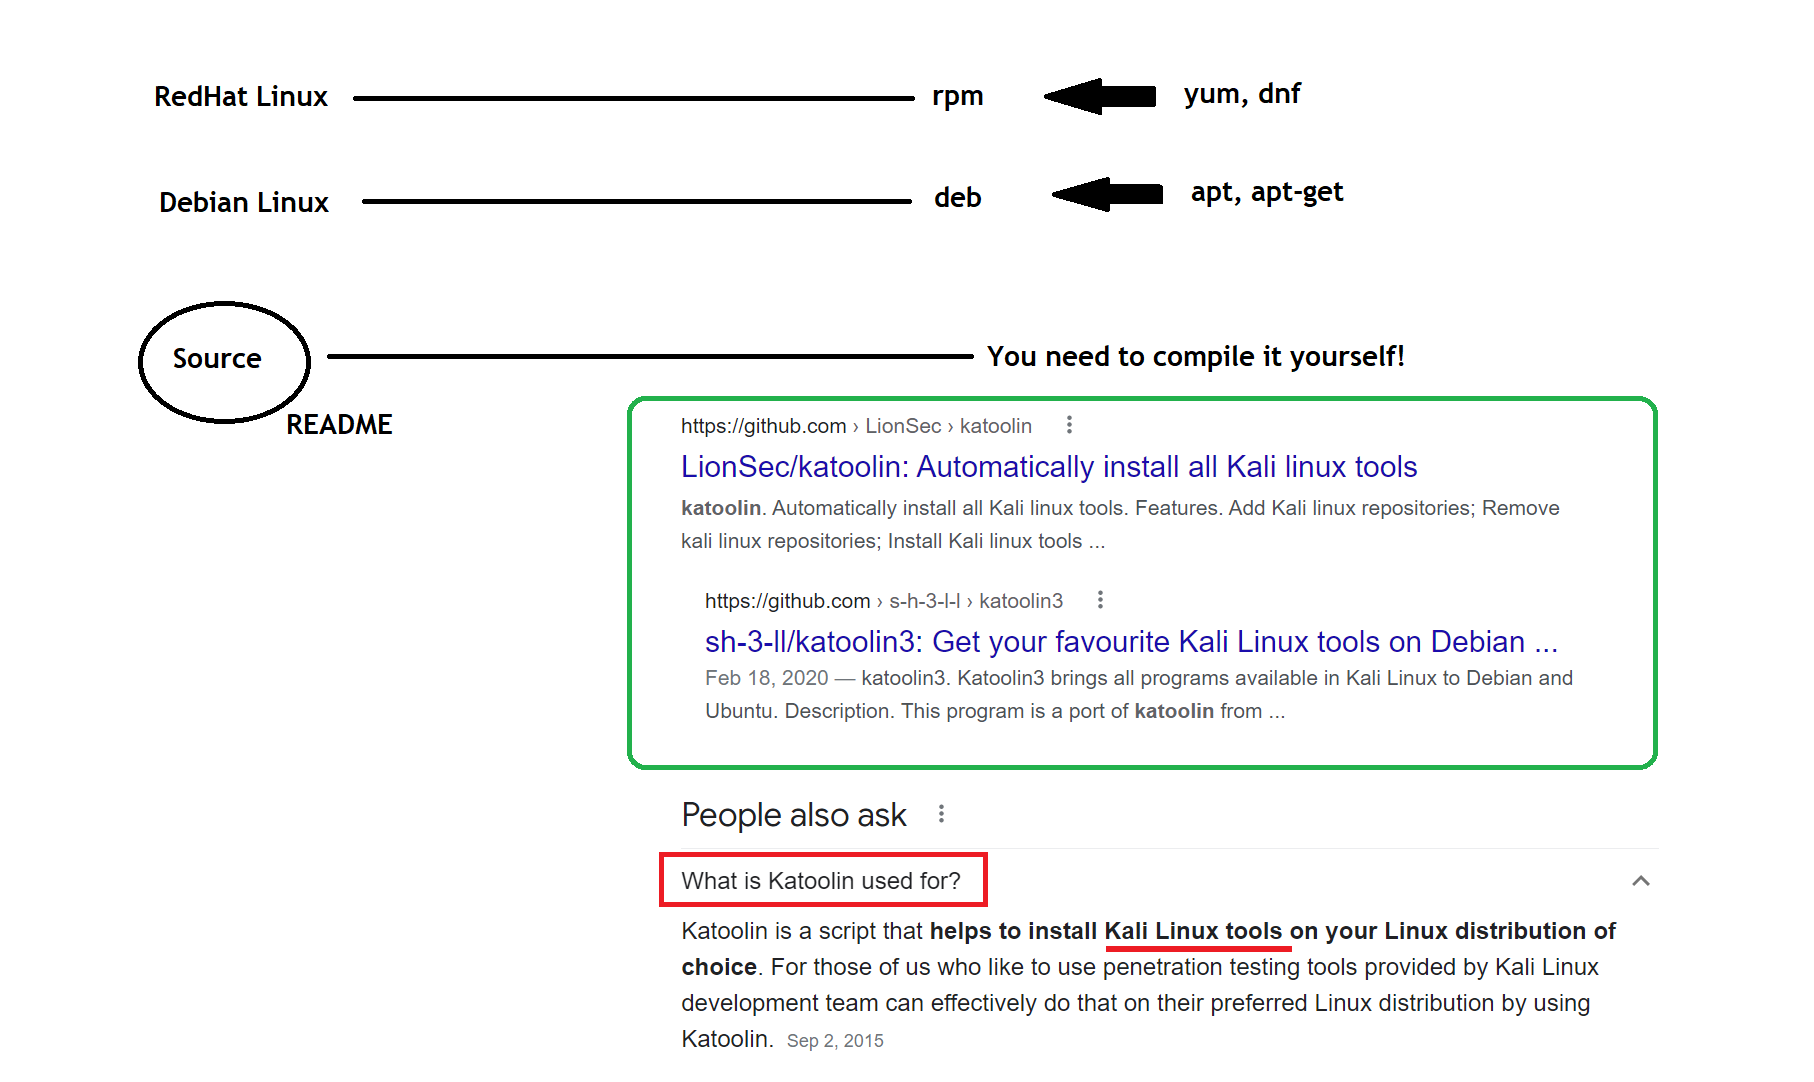 RedHat Linux rpm yum, dnf
Debian Linux deb apt, apt-get
Source You need to compile it yourself!
README
https://github.com › LionSec › katoolin
LionSec/katoolin: Automatically install all Kali linux tools
katoolin. Automatically install all Kali linux tools. Features. Add Kali linux repositories; Remove
kali linux repositories; Install Kali linux tools ...
https://github.com › s-h-3-l-l › katoolin3
sh-3-ll/katoolin3: Get your favourite Kali Linux tools on Debian ...
Feb 18, 2020 — katoolin3. Katoolin3 brings all programs available in Kali Linux to Debian and
Ubuntu. Description. This program is a port of katoolin from ...
People also ask
What is Katoolin used for?
Katoolin is a script that helps to install Kali Linux tools on your Linux distribution of
choice. For those of us who like to use penetration testing tools provided by Kali Linux
development team can effectively do that on their preferred Linux distribution by using
Katoolin. Sep 2, 2015